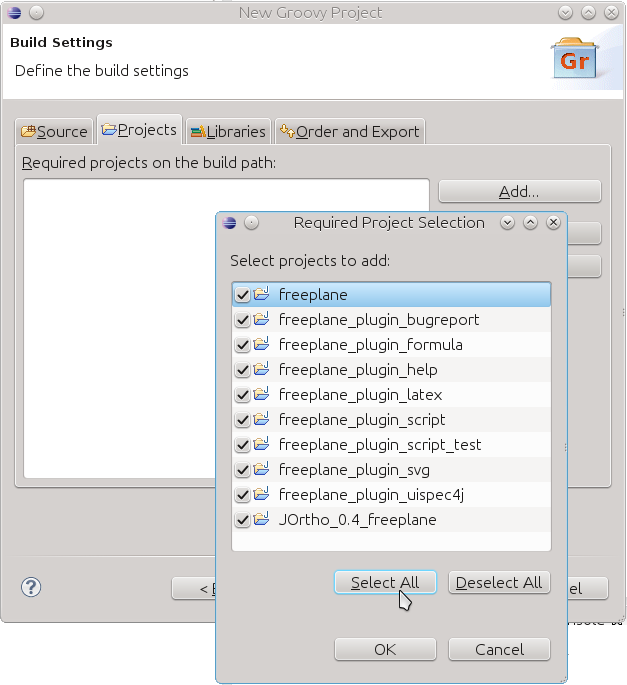 New Groovy Project
Build Settings
Define the build settings
Gr
Source
Projects
Libraries
Order and Export
Required projects on the build path:
Add...
Required Project Selection
Select projects to add:
freeplane
freeplane_plugin_bugreport
freeplane_plugin_formula
freeplane_plugin_help
freeplane_plugin_latex
freeplane_plugin_script
freeplane_plugin_script_test
freeplane_plugin_svg
freeplane_plugin_uispec4j
JOrtho_0.4_freeplane
Select All
Deselect All
?
<
el
OK
Cancel